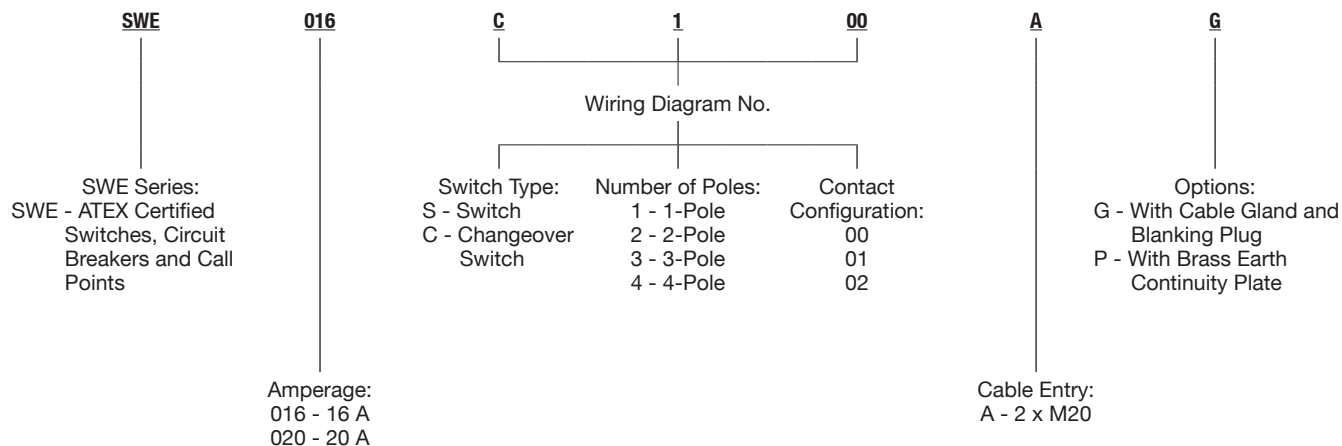 SWE 016 C 1 00 A G
Wiring Diagram No.
SWE Series:
SWE - ATEX Certified
Switches, Circuit
Breakers and Call
Points
Switch Type:
S - Switch
C - Changeover
Switch
Number of Poles:
1 - 1-Pole
2 - 2-Pole
3 - 3-Pole
4 - 4-Pole
Contact
Configuration:
00
01
02
Options:
G - With Cable Gland and
Blanking Plug
P - With Brass Earth
Continuity Plate
Amperage:
016 - 16 A
020 - 20 A
Cable Entry:
A - 2 x M20